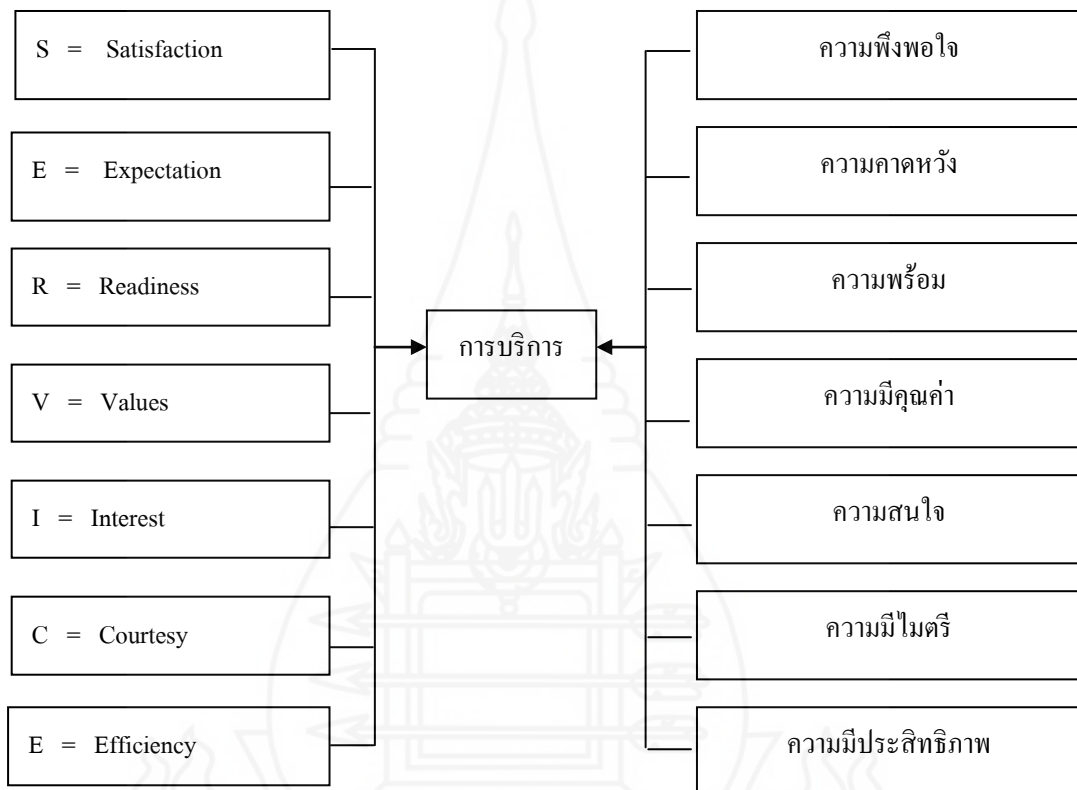 S = Satisfaction
ความพึงพอใจ
E = Expectation
ความคาดหวัง
R = Readiness
ความพร้อม
การบริการ
V = Values
ความมีคุณค่า
I = Interest
ความสนใจ
C = Courtesy
ความมีไมตรี
E = Efficiency
ความมีประสิทธิภาพ